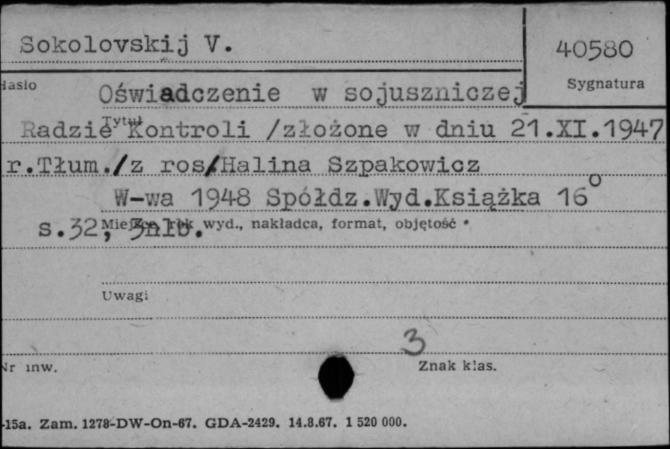 Sokolovskij V.
40580
Hasło
Sygnatura
Oświadczenie w sojuszniczej
Tytuł
Radzie Kontroli /złożone w dniu 21.XI.1947
r.Tłum./z ros/Halina Szpakowicz
W-wa 1948 Spółdz.Wyd.Książka 16°
s.32, 3nlb.
Miejsce, rok wyd., nakładca, format, objętość
Uwagi
3
Nr inw.
Znak klas.
-15a. Zam. 1278-DW-On-67. GDA-2429. 14.8.67. 1 520 000.